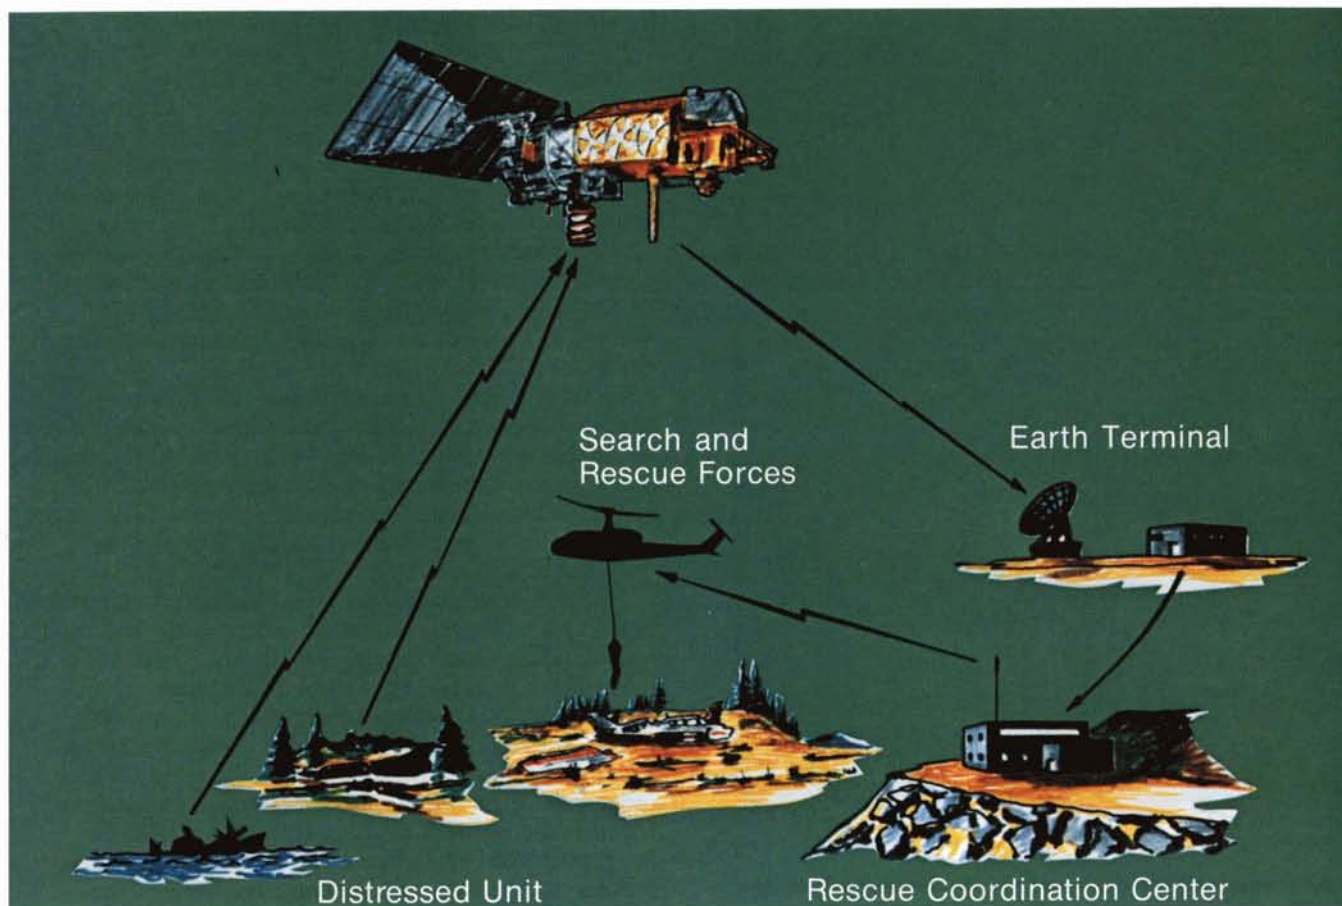 Search and
Rescue Forces
Earth Terminal
Distressed Unit
Rescue Coordination Center